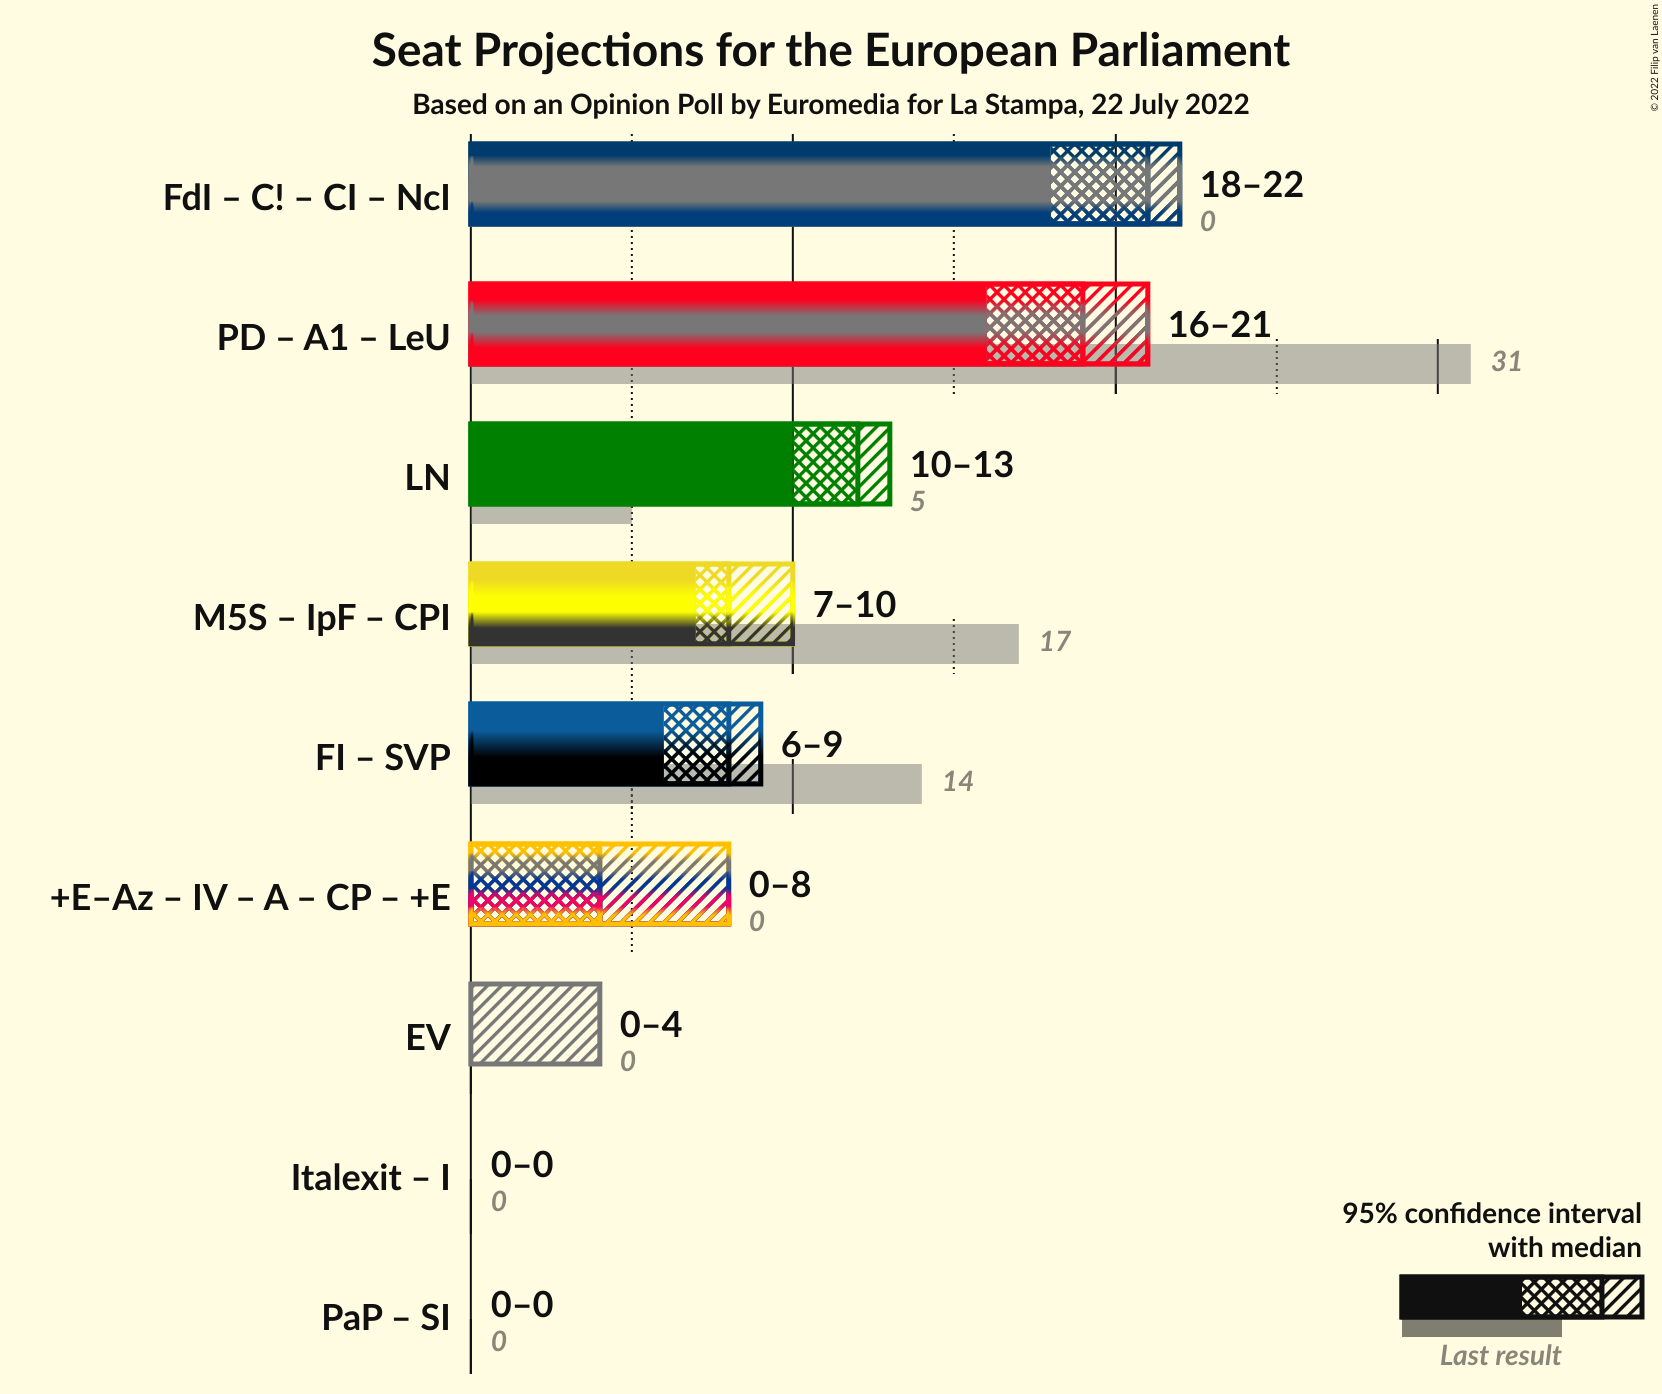 Seat Projections for the European Parliament
Based on an Opinion Poll by Euromedia for La Stampa, 22 July 2022
© 2022 Filip van Laenen
FdI – C! – CI – NcI
18–22
0
PD – A1 – LeU
16–21
31
LN
10–13
5
M5S – IpF – CPI
7–10
17
FI – SVP
6–9
14
+E–Az – IV – A – CP – +E
0–8
0
EV
0–4
0
Italexit – I
0–0
0
PaP – SI
0–0
0
95% confidence interval
with median
Last result